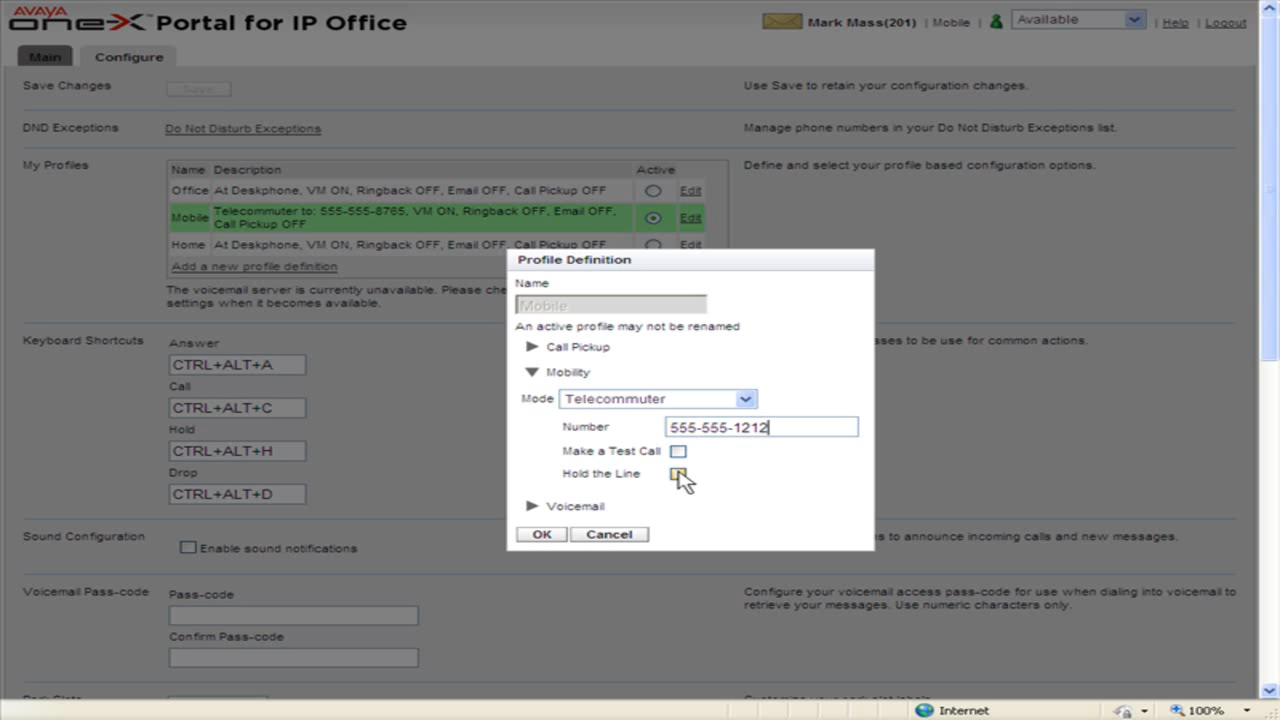 AVAYA
one-X Portal for IP Office
Mark Mass(201) | Mobile | Available | Help | Logout
Main Configure
Save Changes Save Use Save to retain your configuration changes.
DND Exceptions Do Not Disturb Exceptions Manage phone numbers in your Do Not Disturb Exceptions list.
My Profiles Define and select your profile based configuration options.
Name Description Active
Office At Deskphone, VM ON, Ringback OFF, Email OFF, Call Pickup OFF Edit
Mobile Telecommuter to: 555-555-8765, VM ON, Ringback OFF, Email OFF, Edit
Call Pickup OFF
Home At Deskphone, VM ON, Ringback OFF, Email OFF, Call Pickup OFF Edit
Add a new profile definition
The voicemail server is currently unavailable. Please che
settings when it becomes available.
Profile Definition
Name
Mobile
An active profile may not be renamed
Call Pickup
Mobility
Mode Telecommuter
Number 555-555-1212
Make a Test Call
Hold the Line
Voicemail
OK Cancel
Keyboard Shortcuts Answer sses to be use for common actions.
CTRL+ALT+A
Call
CTRL+ALT+C
Hold
CTRL+ALT+H
Drop
CTRL+ALT+D
Sound Configuration Enable sound notifications s to announce incoming calls and new messages.
Voicemail Pass-code Pass-code Configure your voicemail access pass-code for use when dialing into voicemail to
retrieve your messages. Use numeric characters only.
Confirm Pass-code
Internet 100%